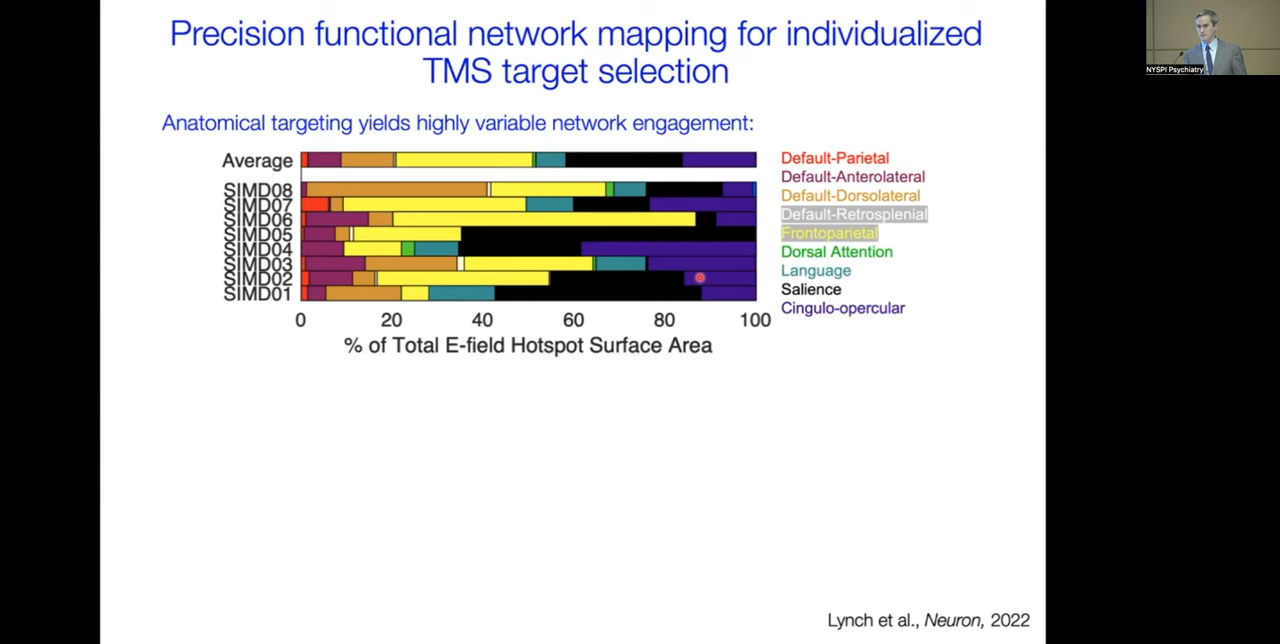 Precision functional network mapping for individualized
TMS target selection
NYSPI Psychiatry
Anatomical targeting yields highly variable network engagement:
Average
SIMD08
SIMD07
SIMD06
SIMD05
SIMD04
SIMD03
SIMD02
SIMD01
0 20 40 60 80 100
% of Total E-field Hotspot Surface Area
Default-Parietal
Default-Anterolateral
Default-Dorsolateral
Default-Retrosplenial
Frontoparietal
Dorsal Attention
Language
Salience
Cingulo-opercular
Lynch et al., Neuron, 2022